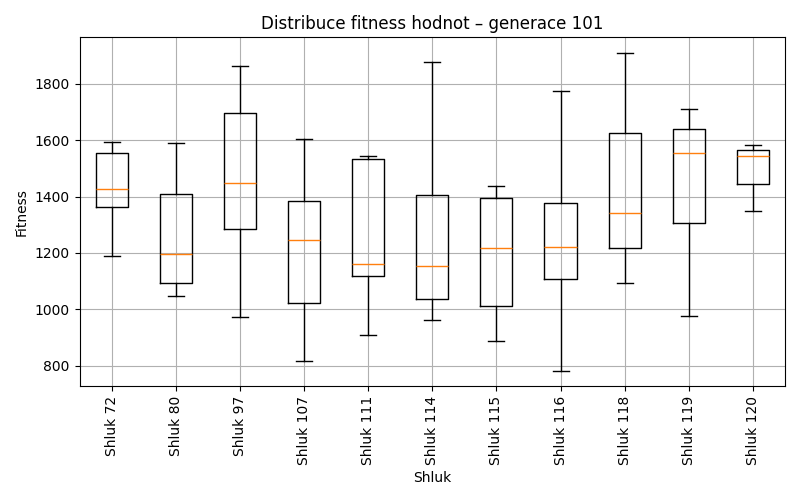 Distribuce fitness hodnot – generace 101
Fitness
1800
1600
1400
1200
1000
800
Shluk 72
Shluk 80
Shluk 97
Shluk 107
Shluk 111
Shluk 114
Shluk 115
Shluk 116
Shluk 118
Shluk 119
Shluk 120
Shluk